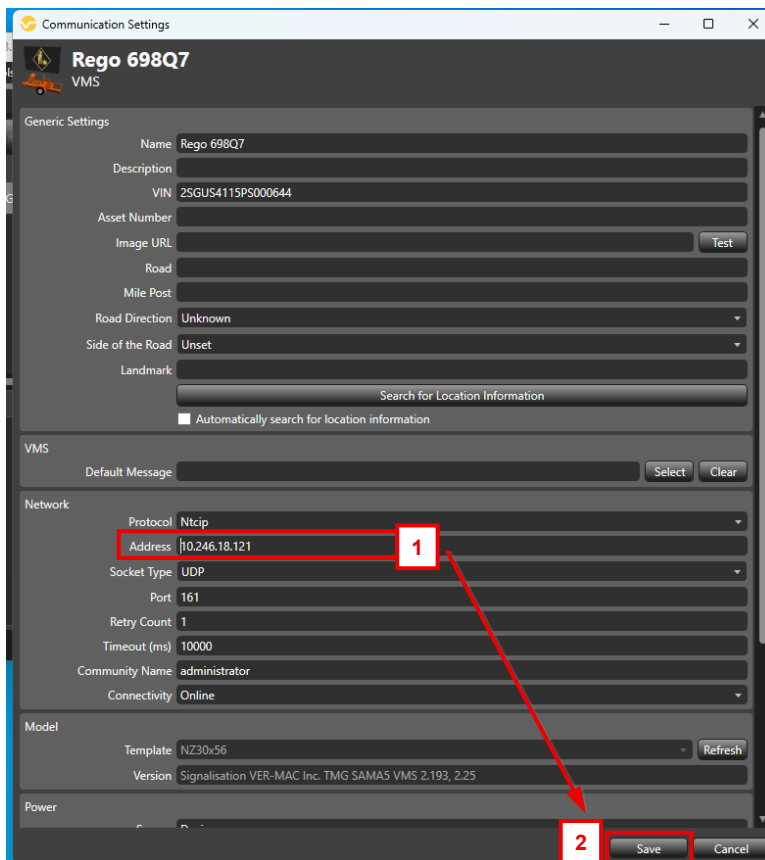 Communication Settings
Rego 698Q7
VMS
Generic Settings
Name Rego 698Q7
Description
VIN 2SGUS4115PS000644
Asset Number
Image URL Test
Road
Mile Post
Road Direction Unknown
Side of the Road Unset
Landmark
Search for Location Information
Automatically search for location information
VMS
Default Message Select Clear
Network
Protocol Ntcip
Address 10.246.18.121 1
Socket Type UDP
Port 161
Retry Count 1
Timeout (ms) 10000
Community Name administrator
Connectivity Online
Model
Template NZ30x56 Refresh
Version Signalisation VER-MAC Inc. TMG SAMA5 VMS 2.193, 2.25
Power
2 Save Cancel